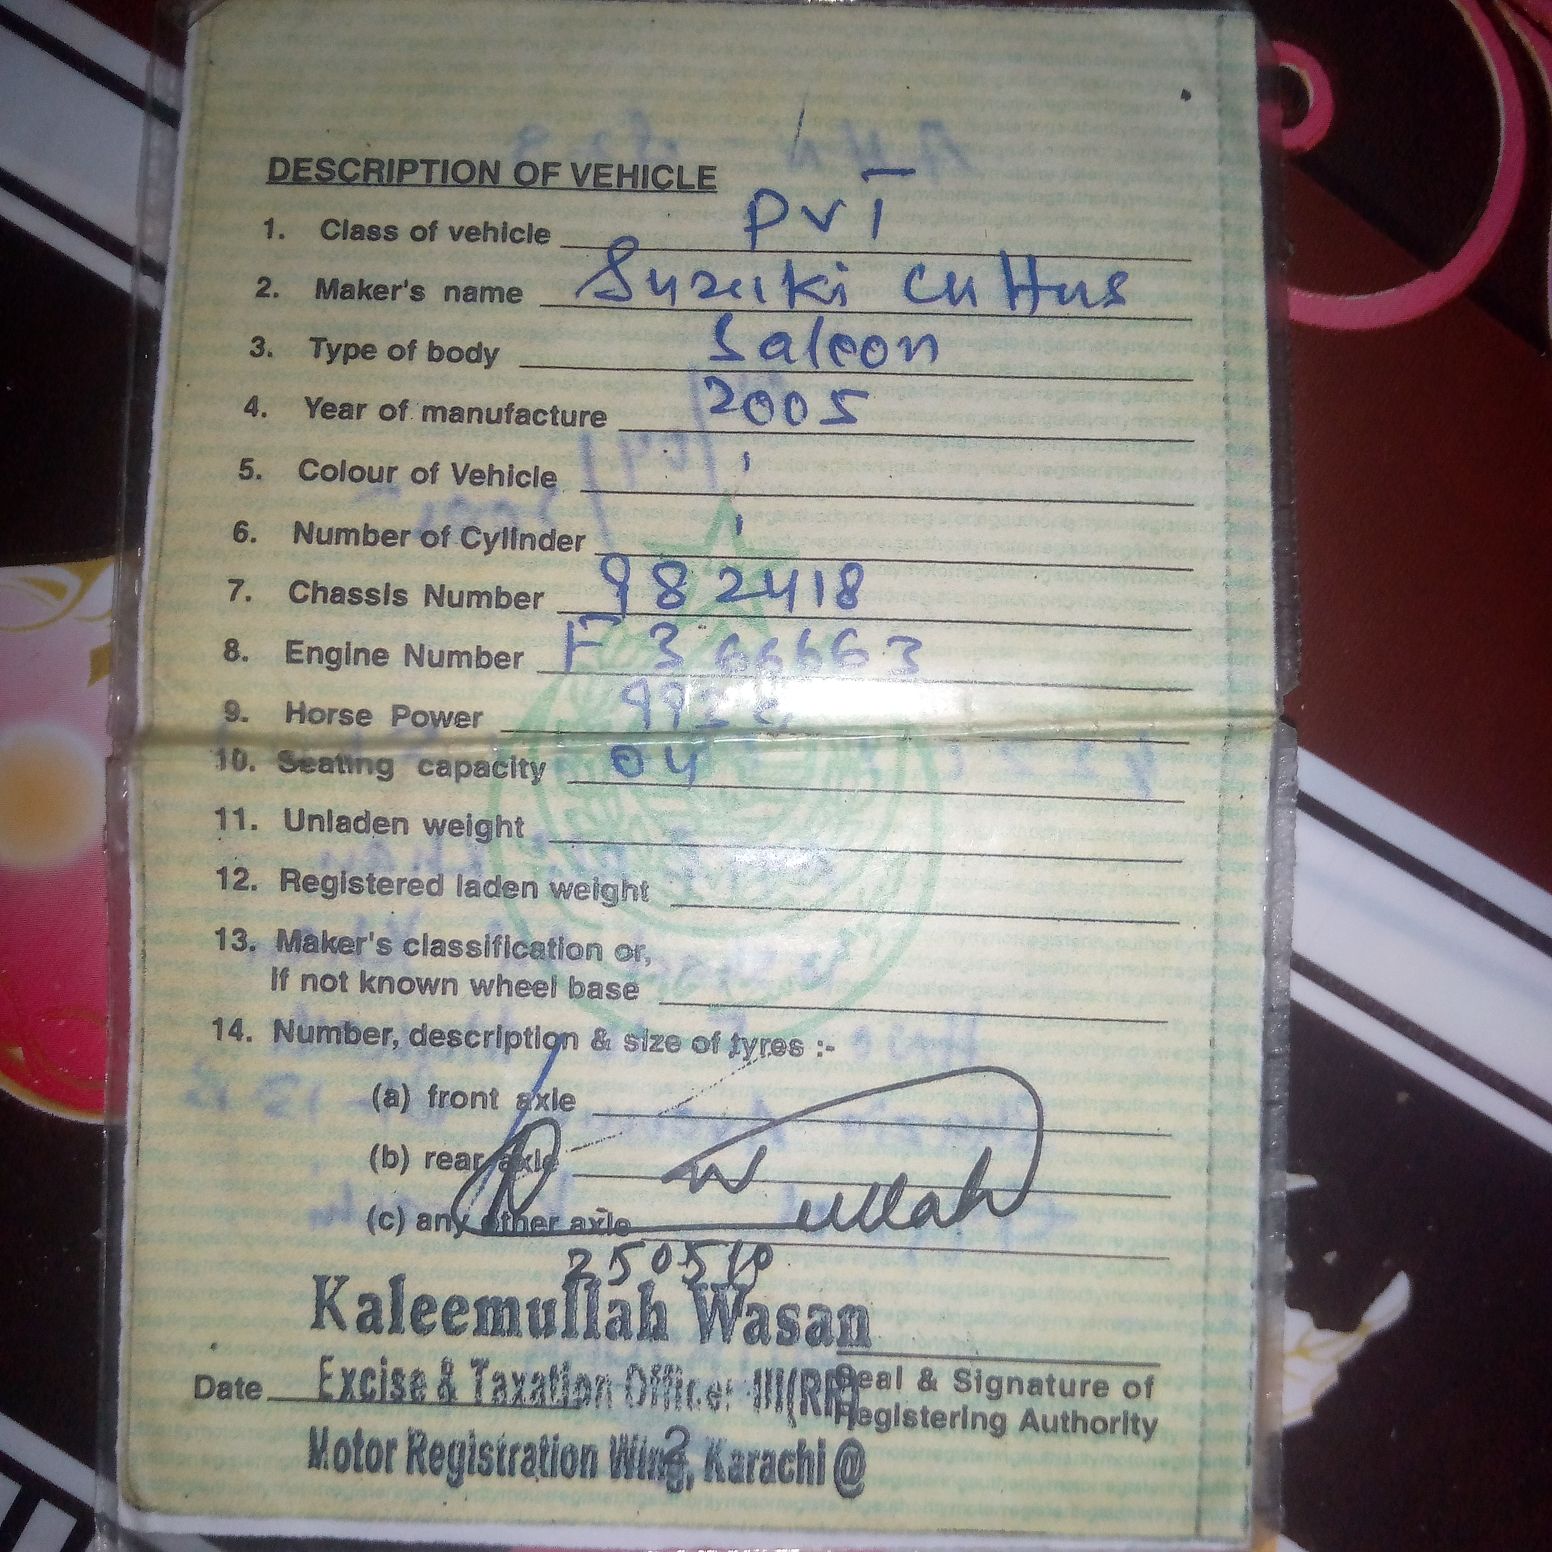 DESCRIPTION OF VEHICLE
1. Class of vehicle PVT
2. Maker's name Suzuki Cultus
3. Type of body Saloon
4. Year of manufacture 2005
5. Colour of Vehicle
6. Number of Cylinder
7. Chassis Number 982418
8. Engine Number F 366663
9. Horse Power
10. Seating capacity 04
11. Unladen weight
12. Registered laden weight
13. Maker's classification or,
if not known wheel base
14. Number, description & size of tyres :-
(a) front axle
(b) rear axle
(c) any other axle
250510
Kaleemullah Wasan
Date Excise & Taxation Officer III(RR)
Seal & Signature of
Registering Authority
Motor Registration Wing, Karachi @